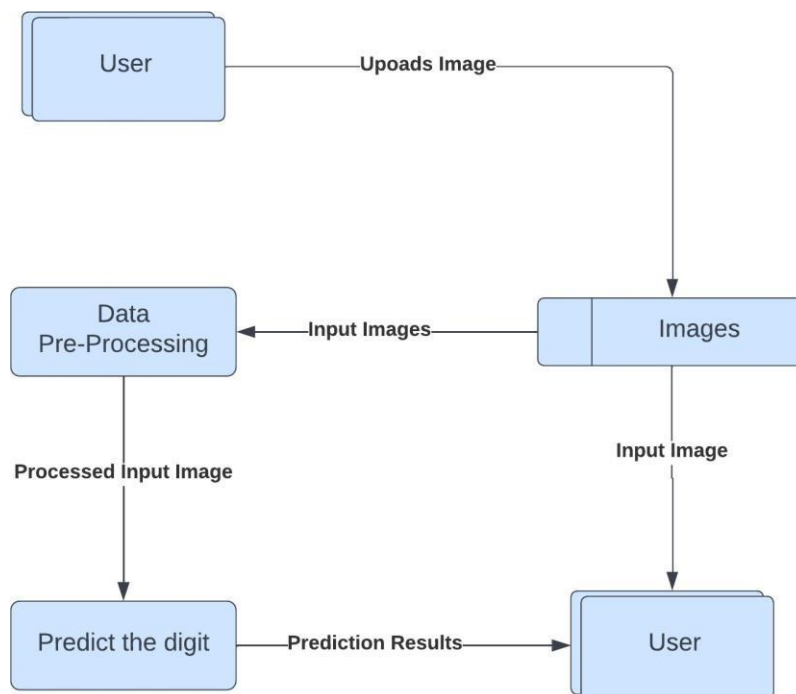 User
Upoads Image
Data
Pre-Processing
Input Images
Images
Processed Input Image
Input Image
Predict the digit
Prediction Results
User